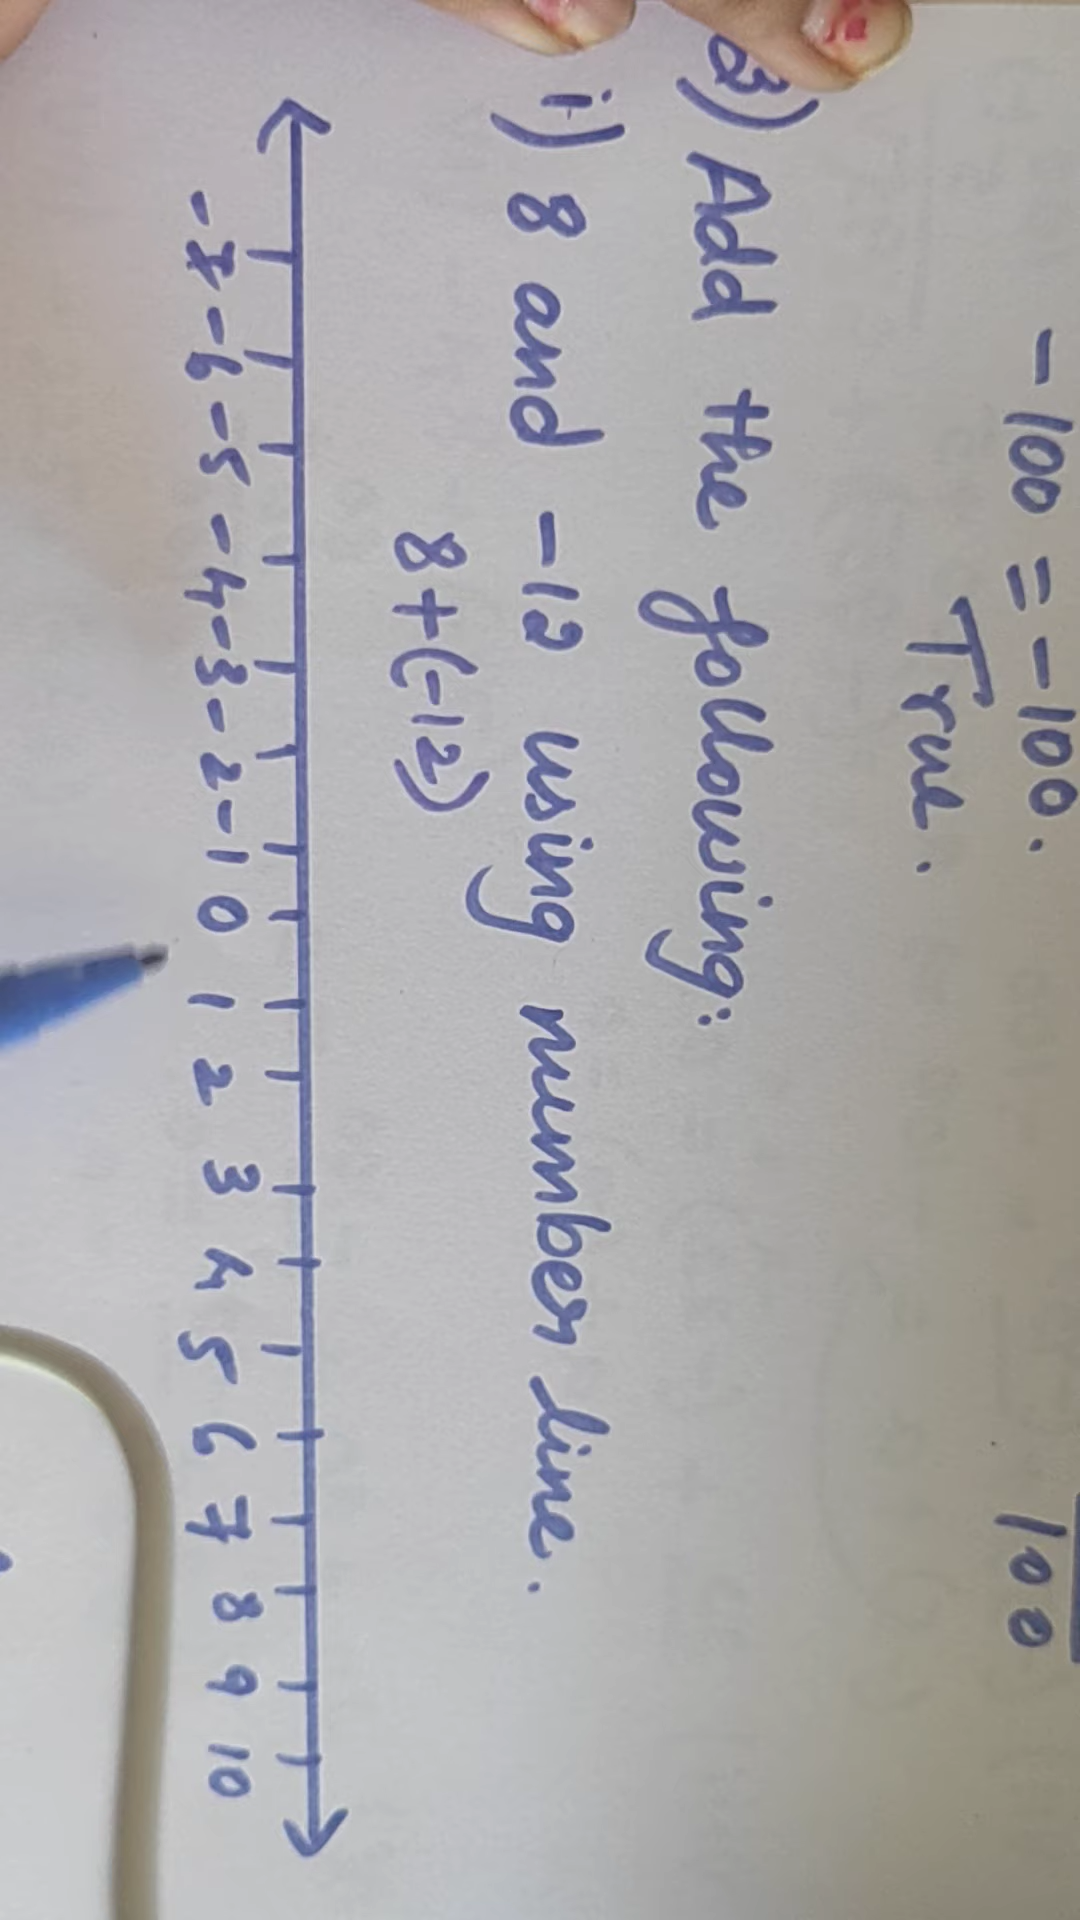 -100 = -100.
True.
100
3) Add the following:
i) 8 and -12 using number line.
8+(-12)
-7 -6 -5 -4 -3 -2 -1 0 1 2 3 4 5 6 7 8 9 10